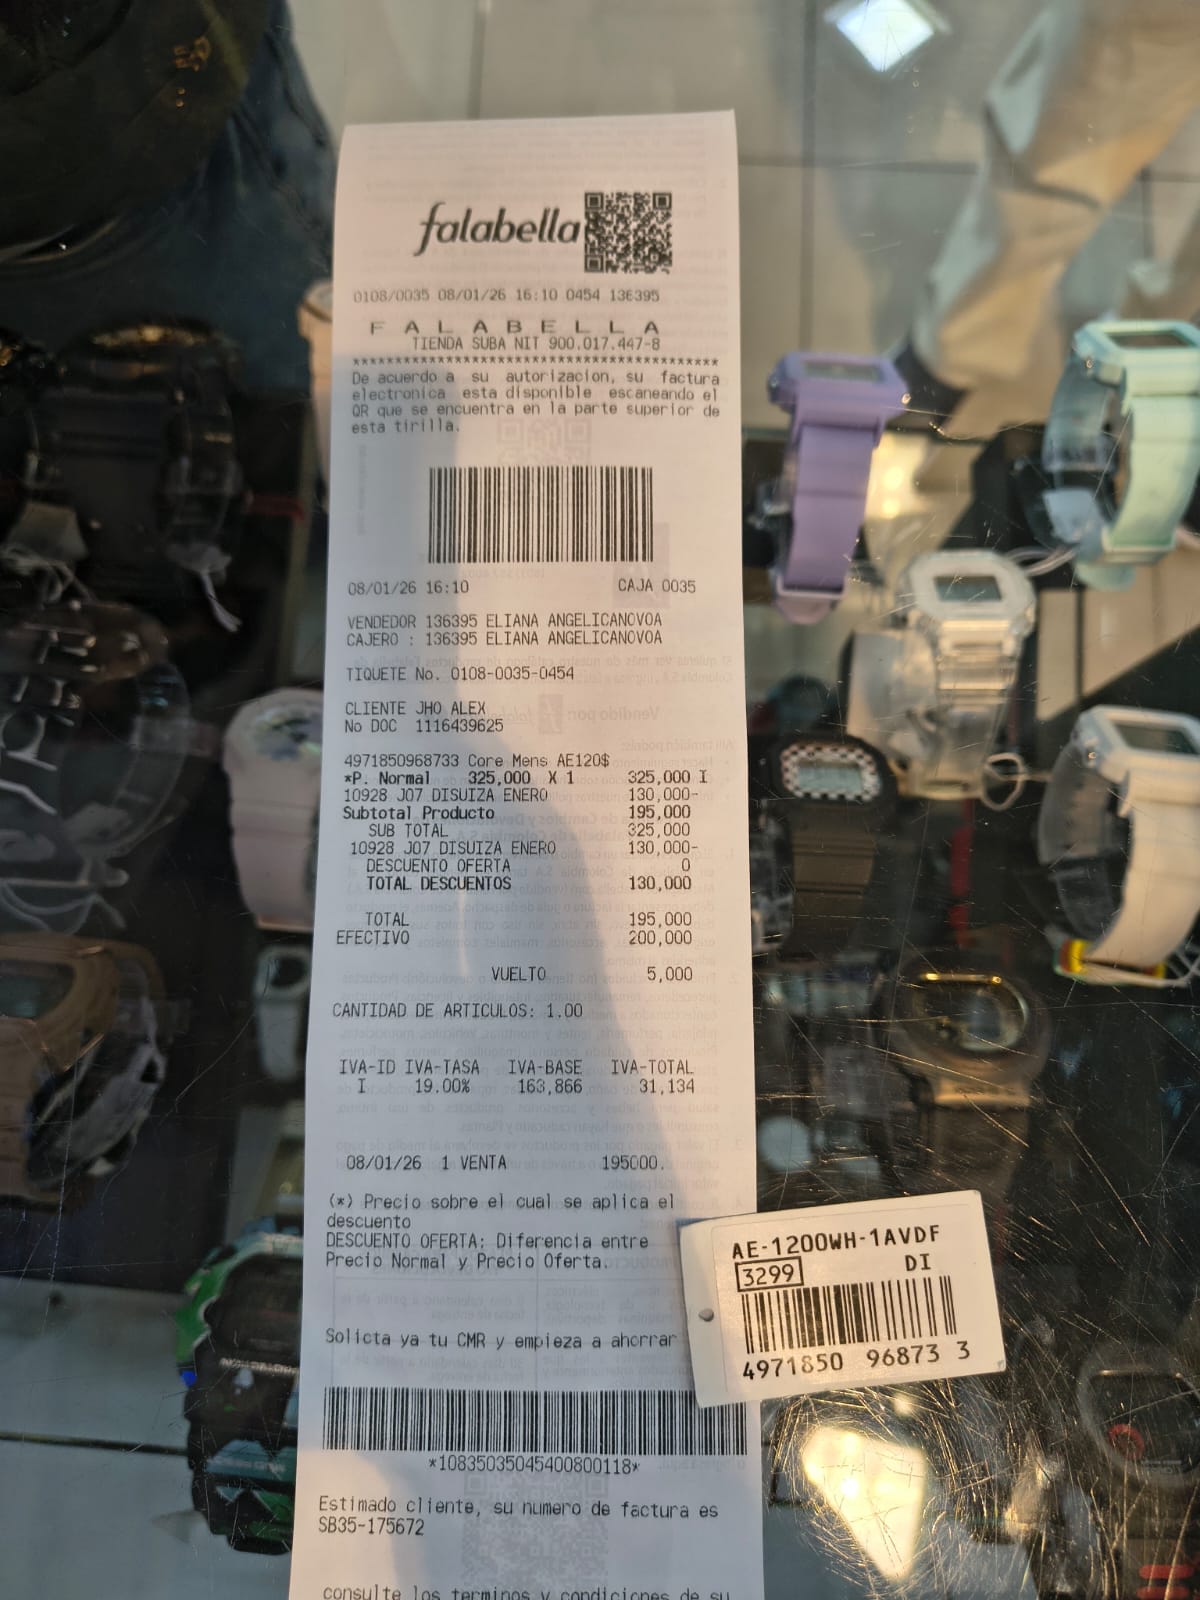 falabella
0108/0035 08/01/26 16:10 0454 136395
F A L A B E L L A
TIENDA SUBA NIT 900.017.447-8
******************************************
De acuerdo a su autorizacion, su factura
electronica esta disponible escaneando el
QR que se encuentra en la parte superior de
esta tirilla.
08/01/26 16:10 CAJA 0035
VENDEDOR 136395 ELIANA ANGELICANOVOA
CAJERO : 136395 ELIANA ANGELICANOVOA
TIQUETE No. 0108-0035-0454
CLIENTE JHO ALEX
No DOC 1116439625
4971850968733 Core Mens AE120$
*P. Normal 325,000 X 1 325,000 I
10928 J07 DISUIZA ENERO 130,000-
Subtotal Producto 195,000
SUB TOTAL 325,000
10928 J07 DISUIZA ENERO 130,000-
DESCUENTO OFERTA 0
TOTAL DESCUENTOS 130,000
TOTAL 195,000
EFECTIVO 200,000
VUELTO 5,000
CANTIDAD DE ARTICULOS: 1.00
IVA-ID IVA-TASA IVA-BASE IVA-TOTAL
I 19.00% 163,866 31,134
08/01/26 1 VENTA 195000.
(*) Precio sobre el cual se aplica el
descuento
DESCUENTO OFERTA: Diferencia entre
Precio Normal y Precio Oferta.
Solicta ya tu CMR y empieza a ahorrar
*10835035045400800118*
Estimado cliente, su numero de factura es
SB35-175672
consulte los terminos y condiciones de su
AE-1200WH-1AVDF
3299 DI
4971850 96873 3